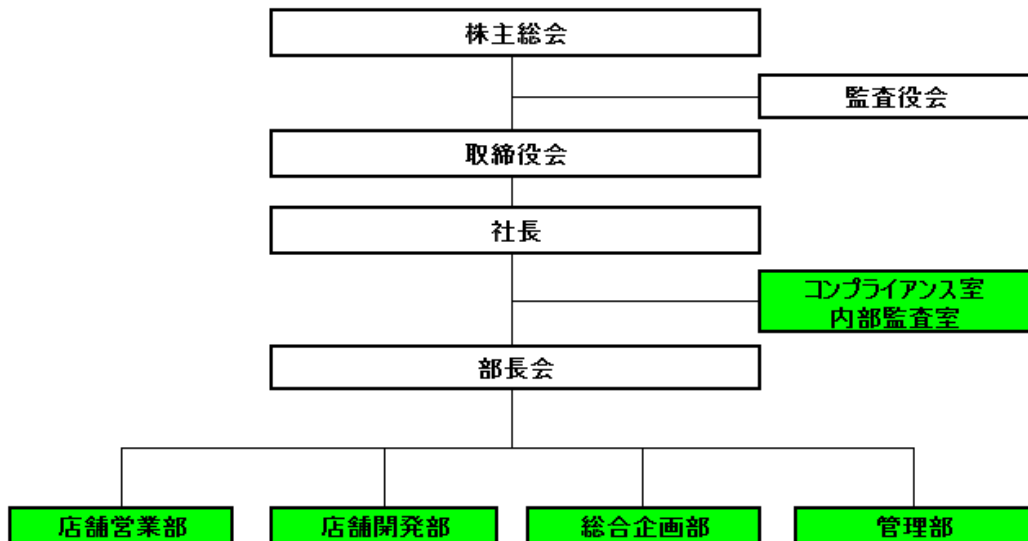 株主総会
監査役会
取締役会
社長
コンプライアンス室
内部監査室
部長会
店舗営業部
店舗開発部
総合企画部
管理部